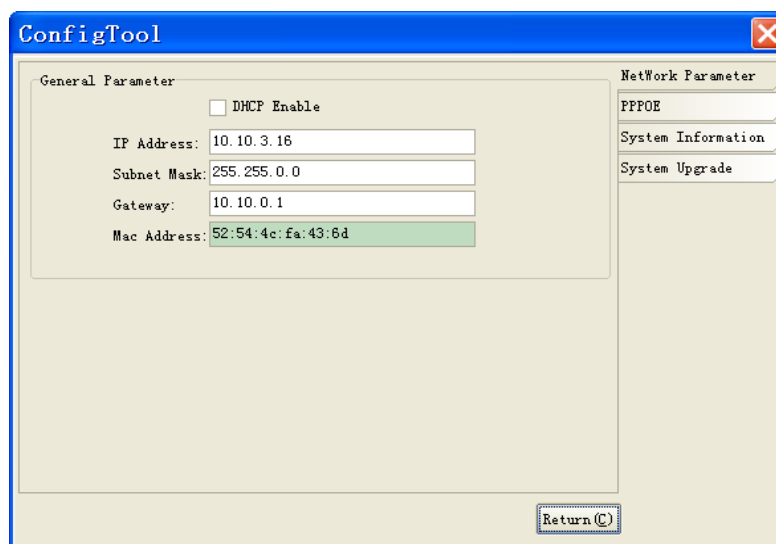 ConfigTool
General Parameter
NetWork Parameter
DHCP Enable
PPPOE
IP Address: 10.10.3.16
System Information
Subnet Mask: 255.255.0.0
System Upgrade
Gateway: 10.10.0.1
Mac Address: 52:54:4c:fa:43:6d
Return(C)